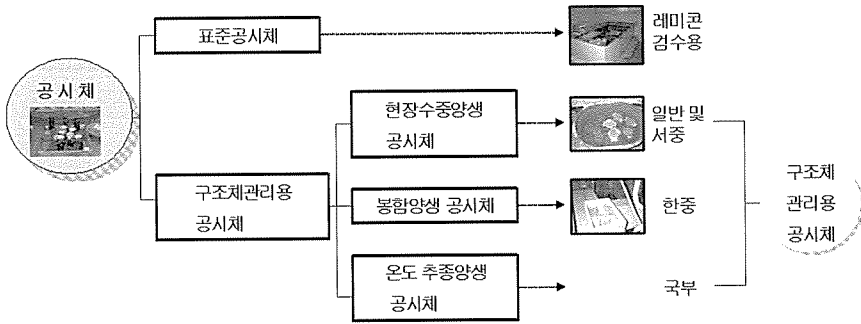 공 시 체
표준공시체
레미콘
검수용
구조체관리용
공시체
현장수중양생
공시체
일반 및
서중
봉함양생 공시체
한중
온도 추종양생
공시체
국부
구조체
관리용
공시체